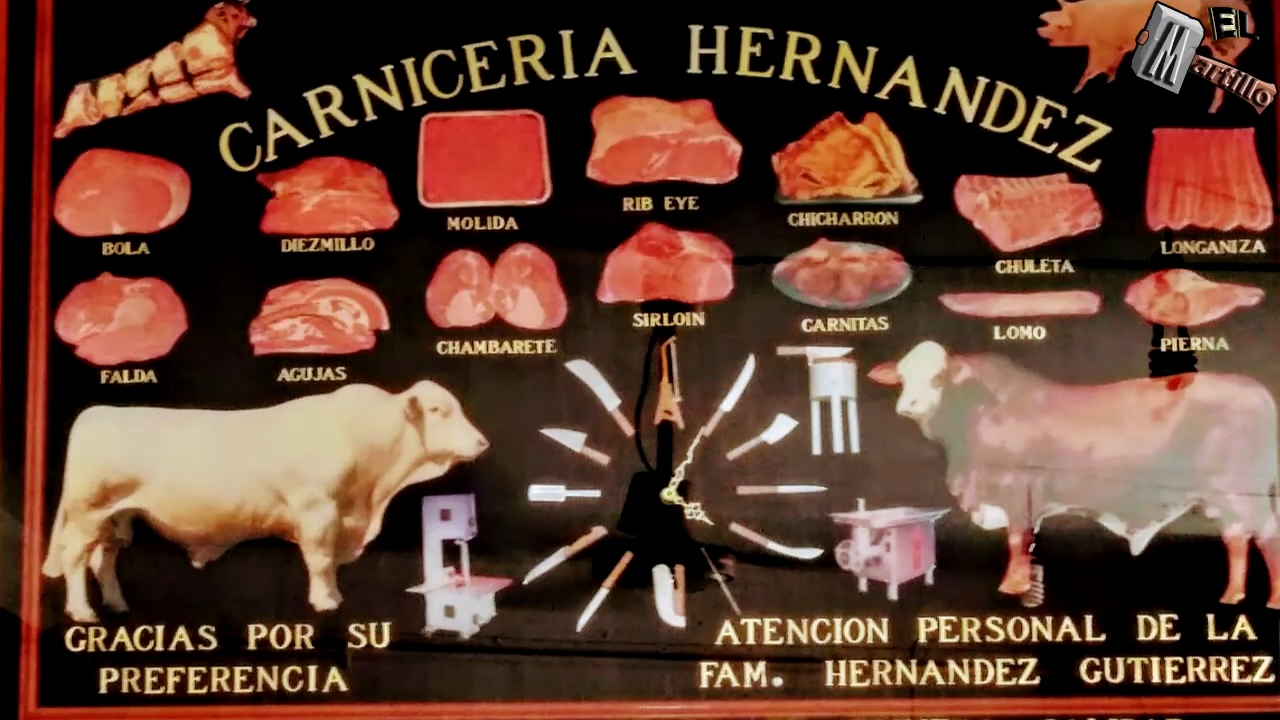 EL
Martillo
CARNICERIA HERNANDEZ
BOLA
DIEZMILLO
MOLIDA
RIB EYE
CHICHARRON
CHULETA
LONGANIZA
FALDA
AGUJAS
CHAMBARETE
SIRLOIN
CARNITAS
LOMO
PIERNA
GRACIAS POR SU
PREFERENCIA
ATENCION PERSONAL DE LA
FAM. HERNANDEZ GUTIERREZ